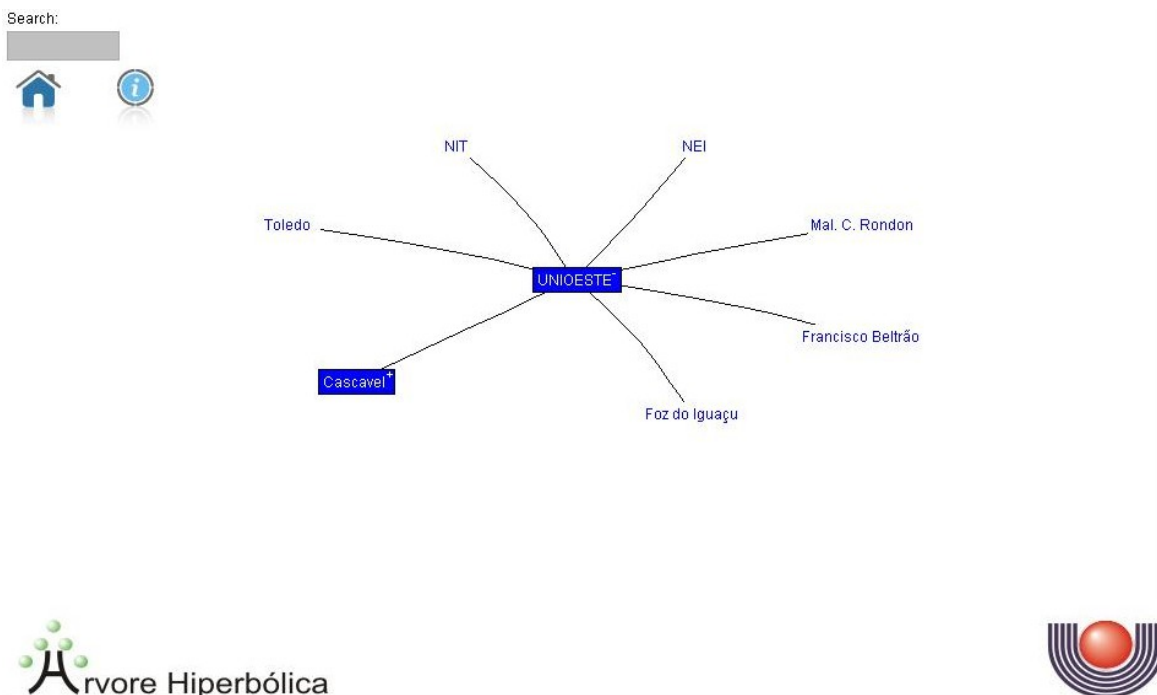 Search:
NIT
NEI
Toledo
Mal. C. Rondon
UNIOESTE-
Francisco Beltrão
Cascavel+
Foz do Iguaçu
Árvore Hiperbólica